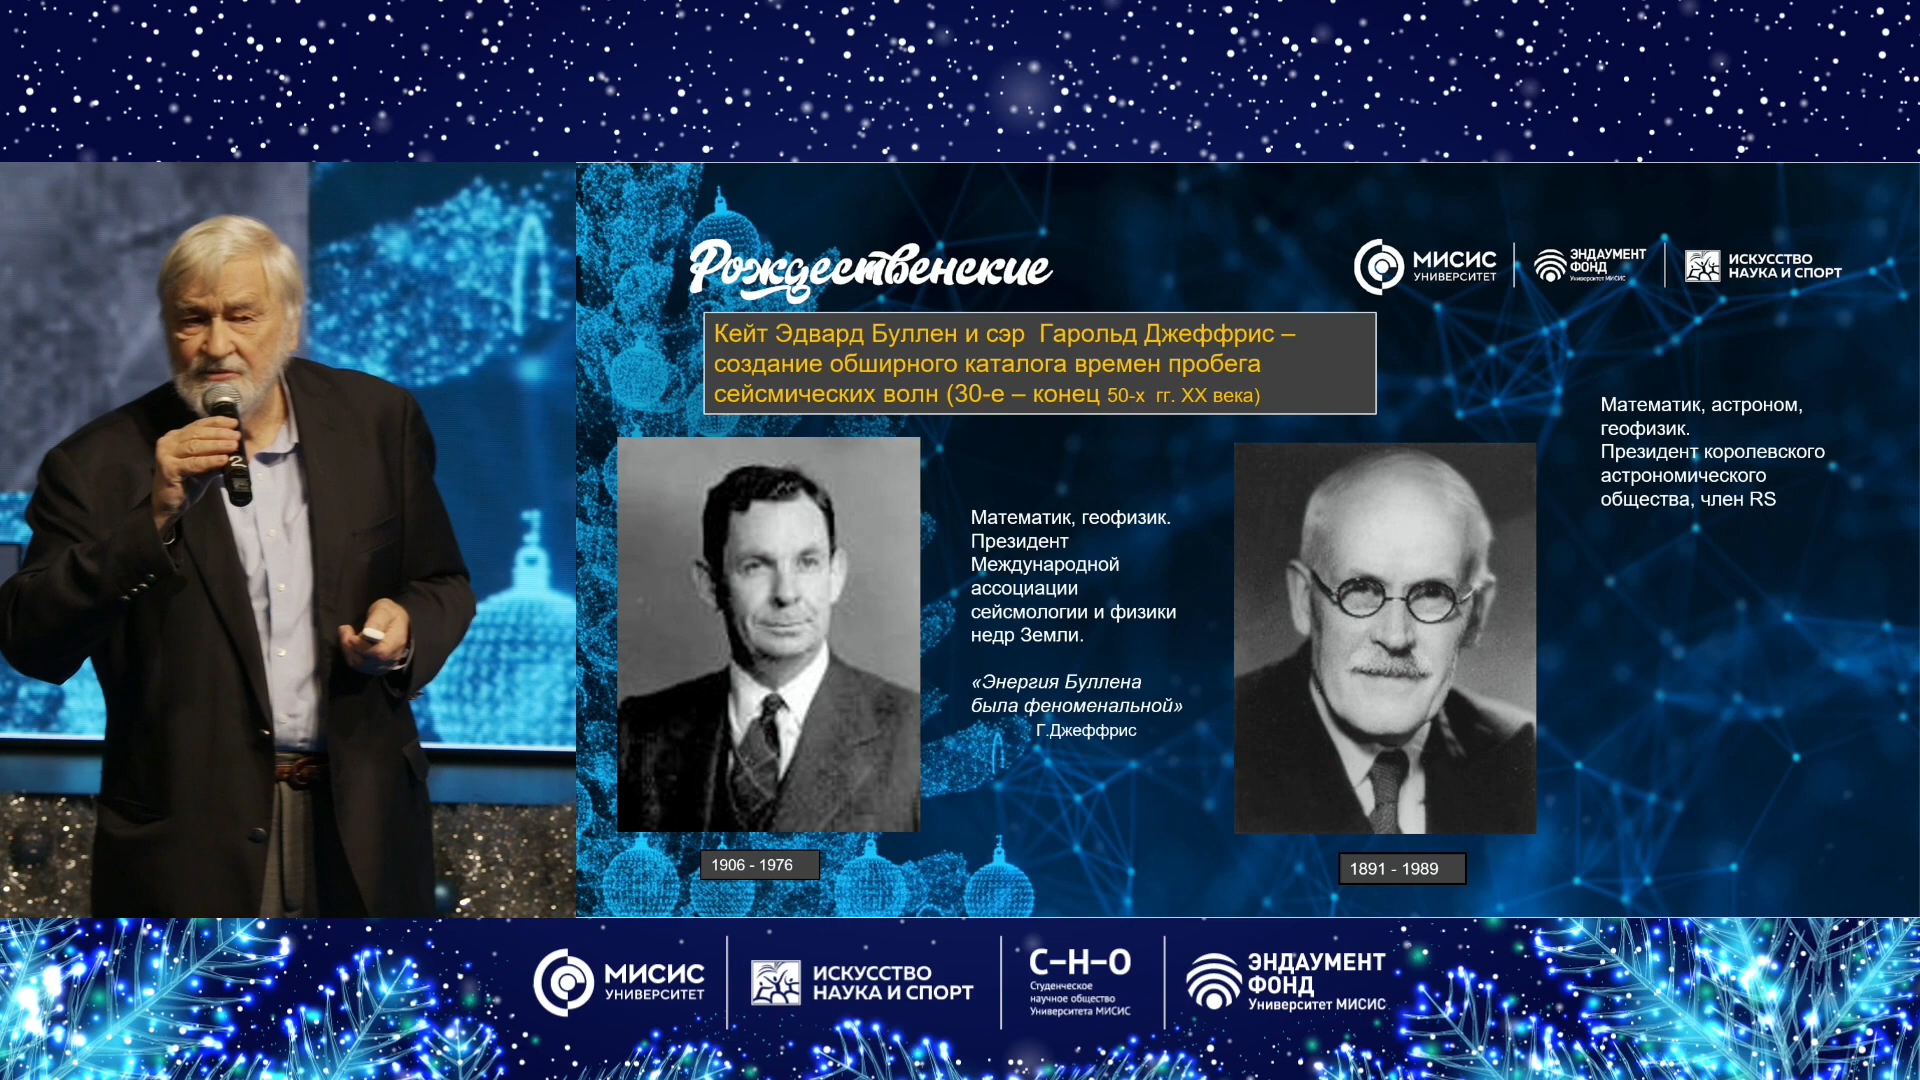 Рождественские
МИСИС
УНИВЕРСИТЕТ
ЭНДАУМЕНТ
ФОНД
Университет МИСИС
ИСКУССТВО
НАУКА И СПОРТ
Кейт Эдвард Буллен и сэр Гарольд Джеффрис –
создание обширного каталога времен пробега
сейсмических волн (30-е – конец 50-х гг. XX века)
Математик, геофизик.
Президент
Международной
ассоциации
сейсмологии и физики
недр Земли.
«Энергия Буллена
была феноменальной»
Г.Джеффрис
Математик, астроном,
геофизик.
Президент королевского
астрономического
общества, член RS
1906 - 1976
1891 - 1989
2
МИСИС
УНИВЕРСИТЕТ
ИСКУССТВО
НАУКА И СПОРТ
С–Н–О
Студенческое
научное общество
Университета МИСИС
ЭНДАУМЕНТ
ФОНД
Университет МИСИС